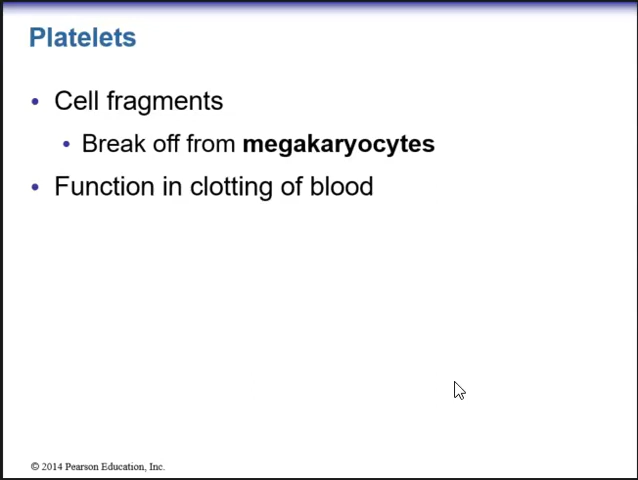 Platelets
• Cell fragments
• Break off from megakaryocytes
• Function in clotting of blood
© 2014 Pearson Education, Inc.